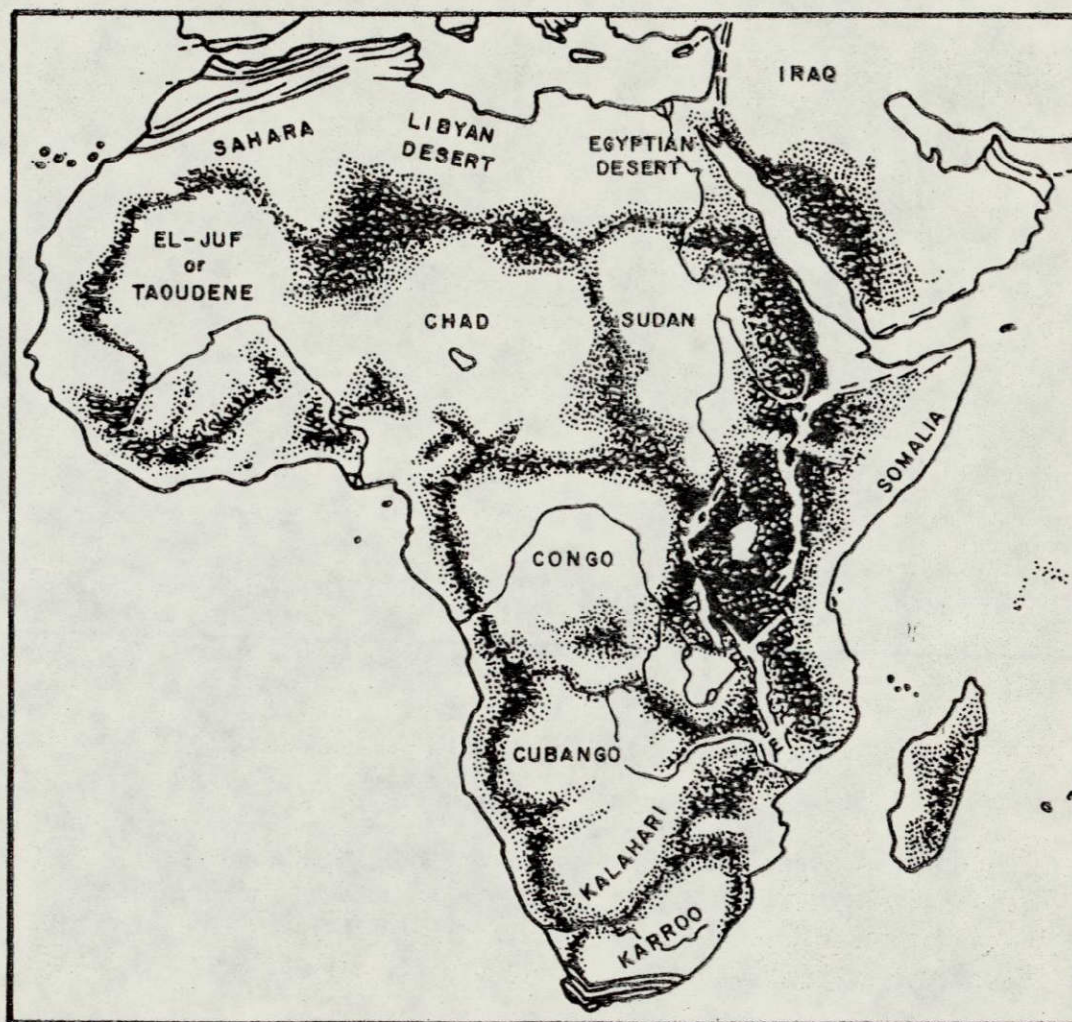 IRAQ
SAHARA
LIBYAN
DESERT
EGYPTIAN
DESERT
EL-JUF
or
TAOUDENE
CHAD
SUDAN
SOMALIA
CONGO
CUBANGO
KALAHARI
KARROO